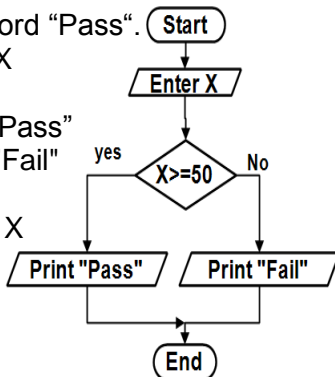 ord “Pass“.
X
Pass”
Fail"
X
Start
Enter X
X>=50
yes
No
Print "Pass"
Print "Fail"
End